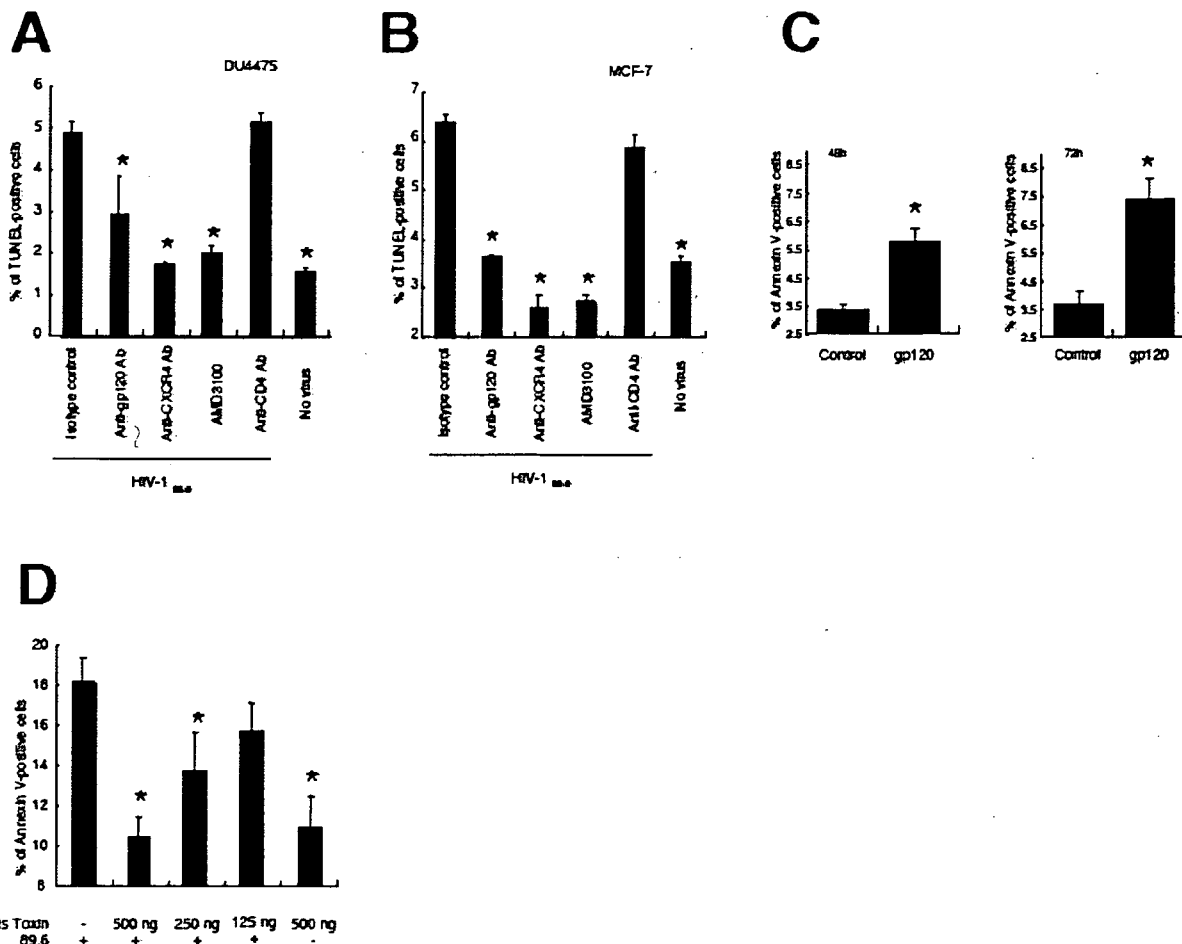 A
B
C
DU4475
MCF-7
% of TUNEL-positive cells
6
5
4
3
2
1
0
Isotype control
Anti-gp120 Ab
Anti-CXCR4 Ab
AMD3100
Anti-CD4 Ab
No virus
HIV-1
% of TUNEL-positive cells
7
6
5
4
3
2
Isotype control
Anti-gp120 Ab
Anti-CXCR4 Ab
AMD3100
Anti-CD4 Ab
No virus
HIV-1
% of Annexin V-positive cells
48h
8.5
7.5
6.5
5.5
4.5
3.5
2.5
Control gp120
% of Annexin V-positive cells
72h
8.5
7.5
6.5
5.5
4.5
3.5
2.5
Control gp120
D
% of Annexin V-positive cells
20
18
16
14
12
10
8
Toxin - 500 ng 250 ng 125 ng 500 ng
89.6 + + + + -